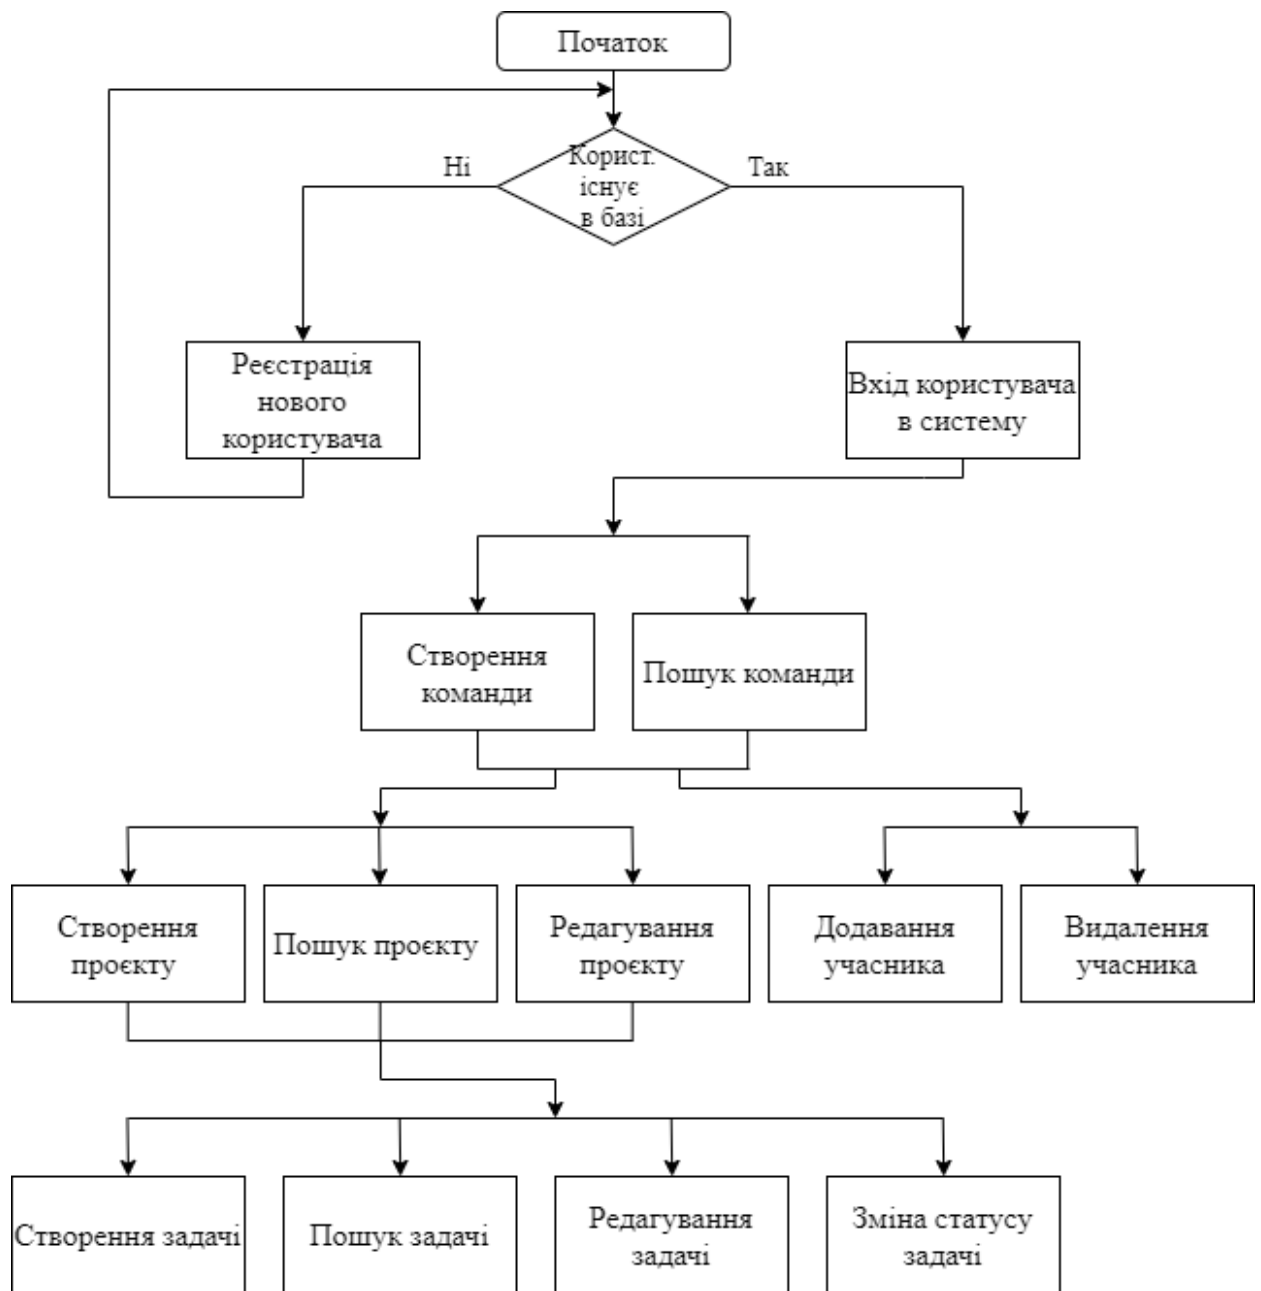 Початок
Ні
Корист.
існує
в базі
Так
Реєстрація
нового
користувача
Вхід користувача
в систему
Створення
команди
Пошук команди
Створення
проєкту
Пошук проєкту
Редагування
проєкту
Додавання
учасника
Видалення
учасника
Створення задачі
Пошук задачі
Редагування
задачі
Зміна статусу
задачі